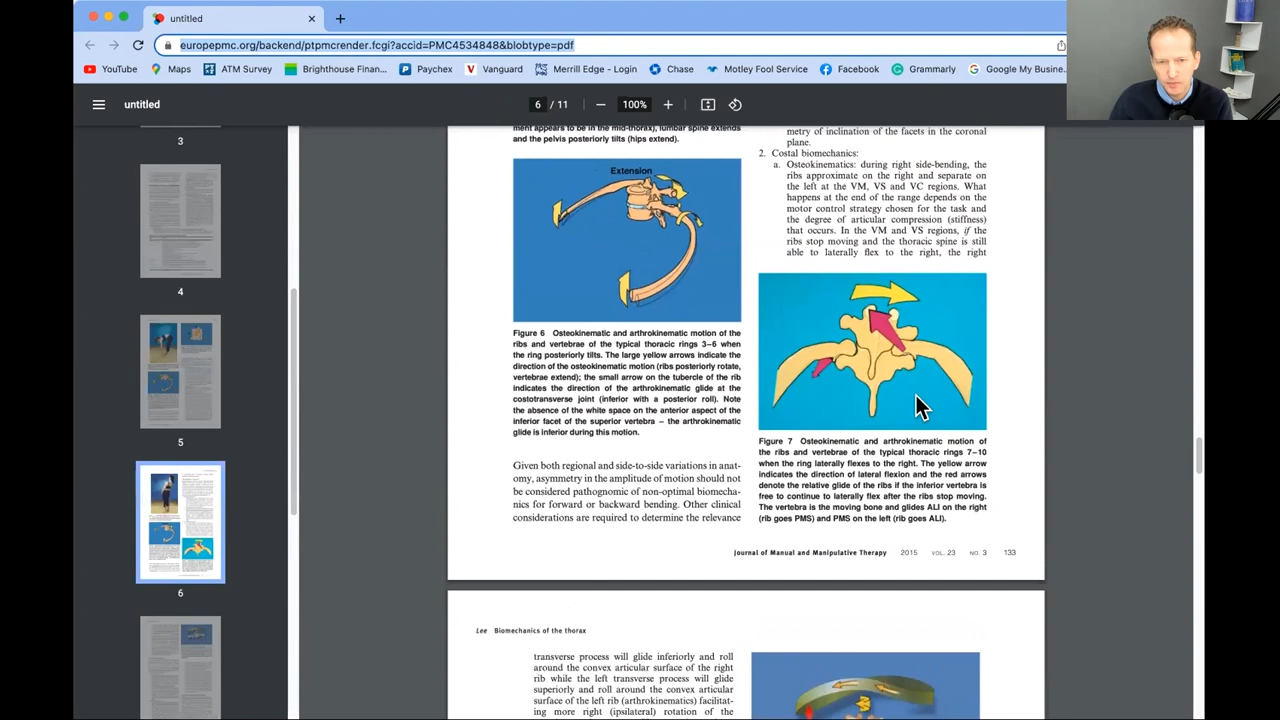 untitled
europepmc.org/backend/ptpmcrender.fcgi?accid=PMC4534848&blobtype=pdf
YouTube
Maps
ATM Survey
Brighthouse Finan...
Paychex
Vanguard
Merrill Edge - Login
Chase
Motley Fool Service
Facebook
Grammarly
Google My Busine...
untitled
6 / 11
100%
3
4
5
6
ment appears to be in the mid-thorax), lumbar spine extends
and the pelvis posteriorly tilts (hips extend).
Extension
Figure 6 Osteokinematic and arthrokinematic motion of the
ribs and vertebrae of the typical thoracic rings 3–6 when
the ring posteriorly tilts. The large yellow arrows indicate the
direction of the osteokinematic motion (ribs posteriorly rotate,
vertebrae extend); the small arrow on the tubercle of the rib
indicates the direction of the arthrokinematic glide at the
costotransverse joint (inferior with a posterior roll). Note
the absence of the white space on the anterior aspect of the
inferior facet of the superior vertebra – the arthrokinematic
glide is inferior during this motion.
Given both regional and side-to-side variations in anat-
omy, asymmetry in the amplitude of motion should not
be considered pathognomic of non-optimal biomecha-
nics for forward or backward bending. Other clinical
considerations are required to determine the relevance
metry of inclination of the facets in the coronal
plane.
2. Costal biomechanics:
a. Osteokinematics: during right side-bending, the
ribs approximate on the right and separate on
the left at the VM, VS and VC regions. What
happens at the end of the range depends on the
motor control strategy chosen for the task and
the degree of articular compression (stiffness)
that occurs. In the VM and VS regions, if the
ribs stop moving and the thoracic spine is still
able to laterally flex to the right, the right
Figure 7 Osteokinematic and arthrokinematic motion of
the ribs and vertebrae of the typical thoracic rings 7–10
when the ring laterally flexes to the right. The yellow arrow
indicates the direction of lateral flexion and the red arrows
denote the relative glide of the ribs if the inferior vertebra is
free to continue to laterally flex after the ribs stop moving.
The vertebra is the moving bone and glides ALI on the right
(rib goes PMS) and PMS on the left (rib goes ALI).
Journal of Manual and Manipulative Therapy 2015 VOL. 23 NO. 3 133
Lee Biomechanics of the thorax
transverse process will glide inferiorly and roll
around the convex articular surface of the right
rib while the left transverse process will glide
superiorly and roll around the convex articular
surface of the left rib (arthrokinematics) facilitat-
ing more right (ipsilateral) rotation of the